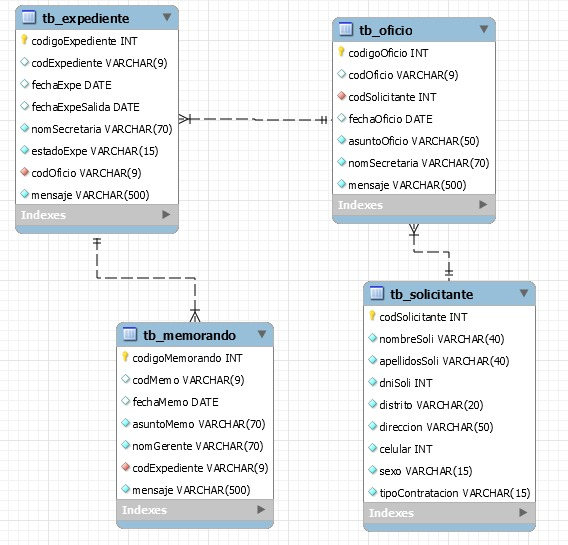 tb_expediente
codigoExpediente INT
codExpediente VARCHAR(9)
fechaExpe DATE
fechaExpeSalida DATE
nomSecretaria VARCHAR(70)
estadoExpe VARCHAR(15)
codOficio VARCHAR(9)
mensaje VARCHAR(500)
Indexes
tb_oficio
codigoOficio INT
codOficio VARCHAR(9)
codSolicitante INT
fechaOficio DATE
asuntoOficio VARCHAR(50)
nomSecretaria VARCHAR(70)
mensaje VARCHAR(500)
Indexes
tb_memorando
codigoMemorando INT
codMemo VARCHAR(9)
fechaMemo DATE
asuntoMemo VARCHAR(70)
nomGerente VARCHAR(70)
codExpediente VARCHAR(9)
mensaje VARCHAR(500)
Indexes
tb_solicitante
codSolicitante INT
nombreSoli VARCHAR(40)
apellidosSoli VARCHAR(40)
dniSoli INT
distrito VARCHAR(20)
direccion VARCHAR(50)
celular INT
sexo VARCHAR(15)
tipoContratacion VARCHAR(15)
Indexes